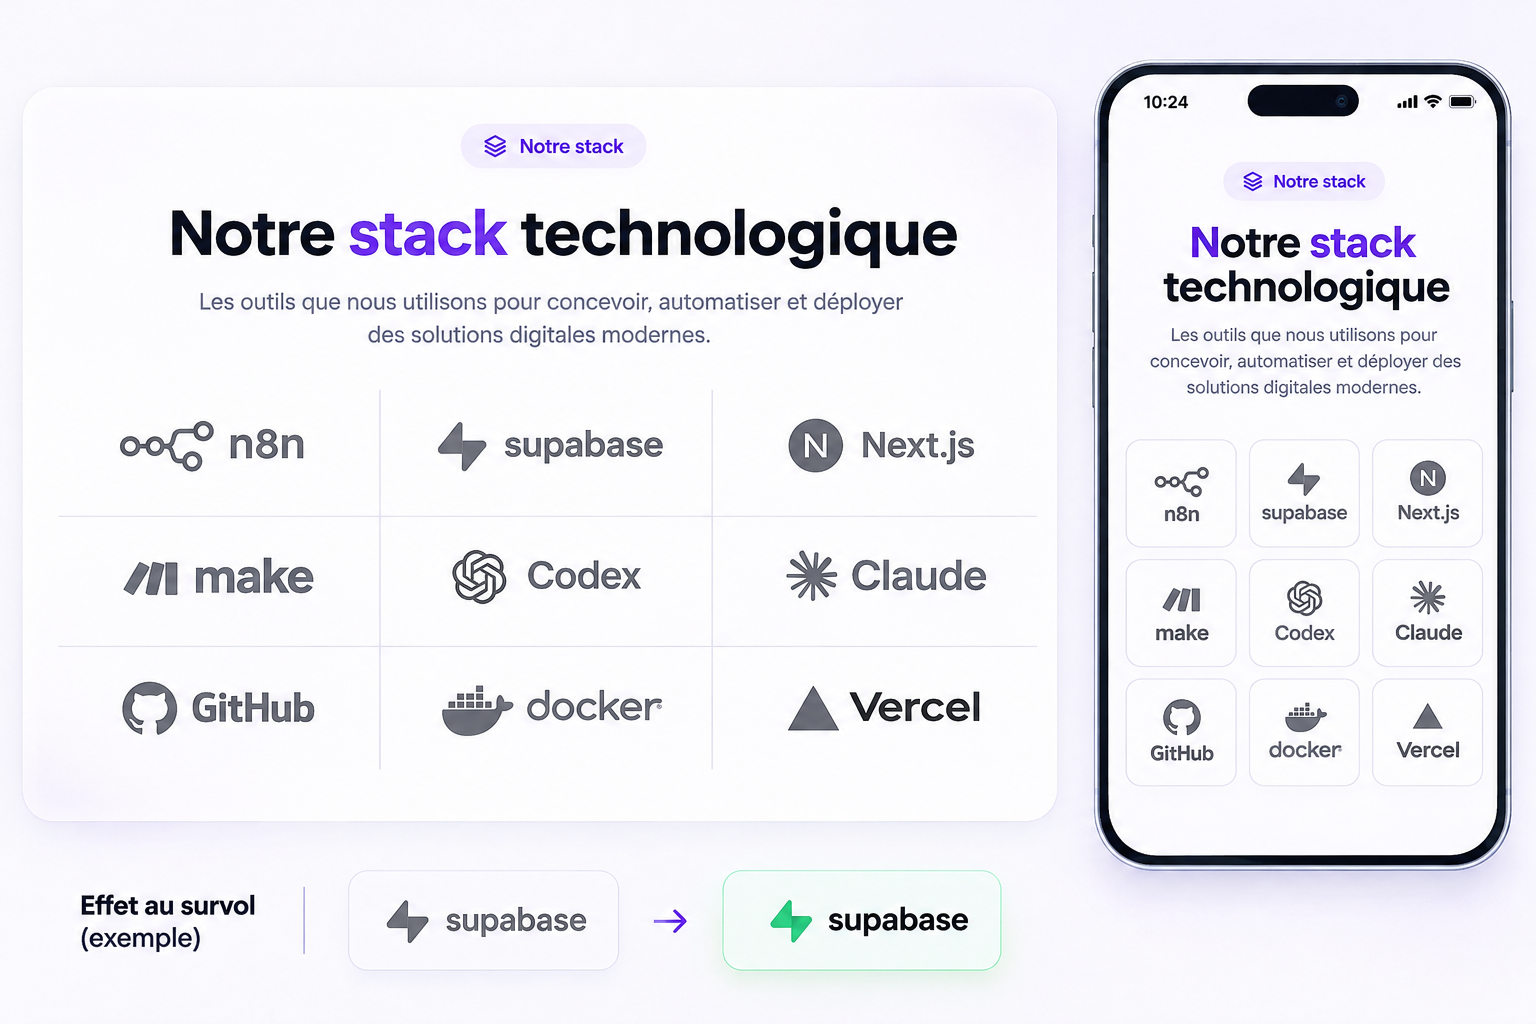 Notre stack
Notre stack technologique
Les outils que nous utilisons pour concevoir, automatiser et déployer
des solutions digitales modernes.
n8n
supabase
Next.js
make
Codex
Claude
GitHub
docker
Vercel
Effet au survol
(exemple)
supabase
supabase
10:24
Notre stack
Notre stack
technologique
Les outils que nous utilisons pour
concevoir, automatiser et déployer des
solutions digitales modernes.
n8n
supabase
N
Next.js
make
Codex
Claude
GitHub
docker
Vercel